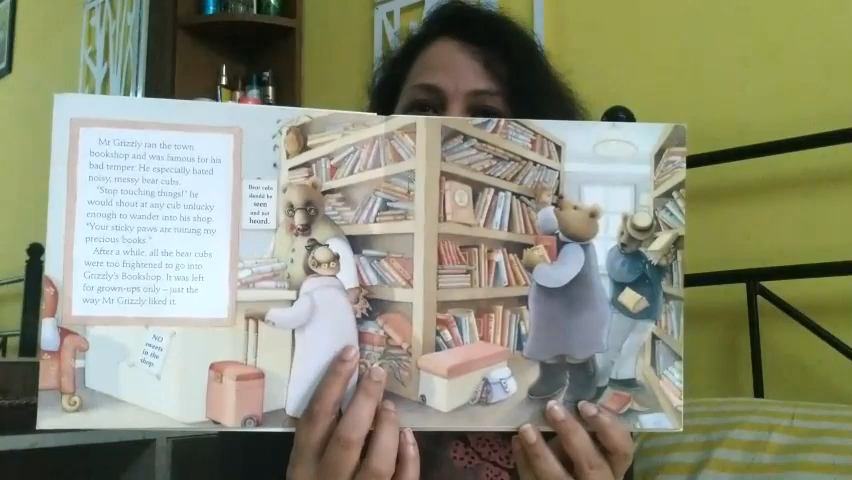 Mr Grizzly ran the town
bookshop and was famous for his
bad temper. He especially hated
noisy, messy bear cubs.
"Stop touching things!" he
would shout at any cub unlucky
enough to wander into his shop.
"Your sticky paws are ruining my
precious books."
After a while, all the bear cubs
were too frightened to go into
Grizzly's Bookshop. It was left
for grown-ups only – just the
way Mr Grizzly liked it.
Bear cubs
should be
seen
and not
heard.
NO
sweets
in the
shop.